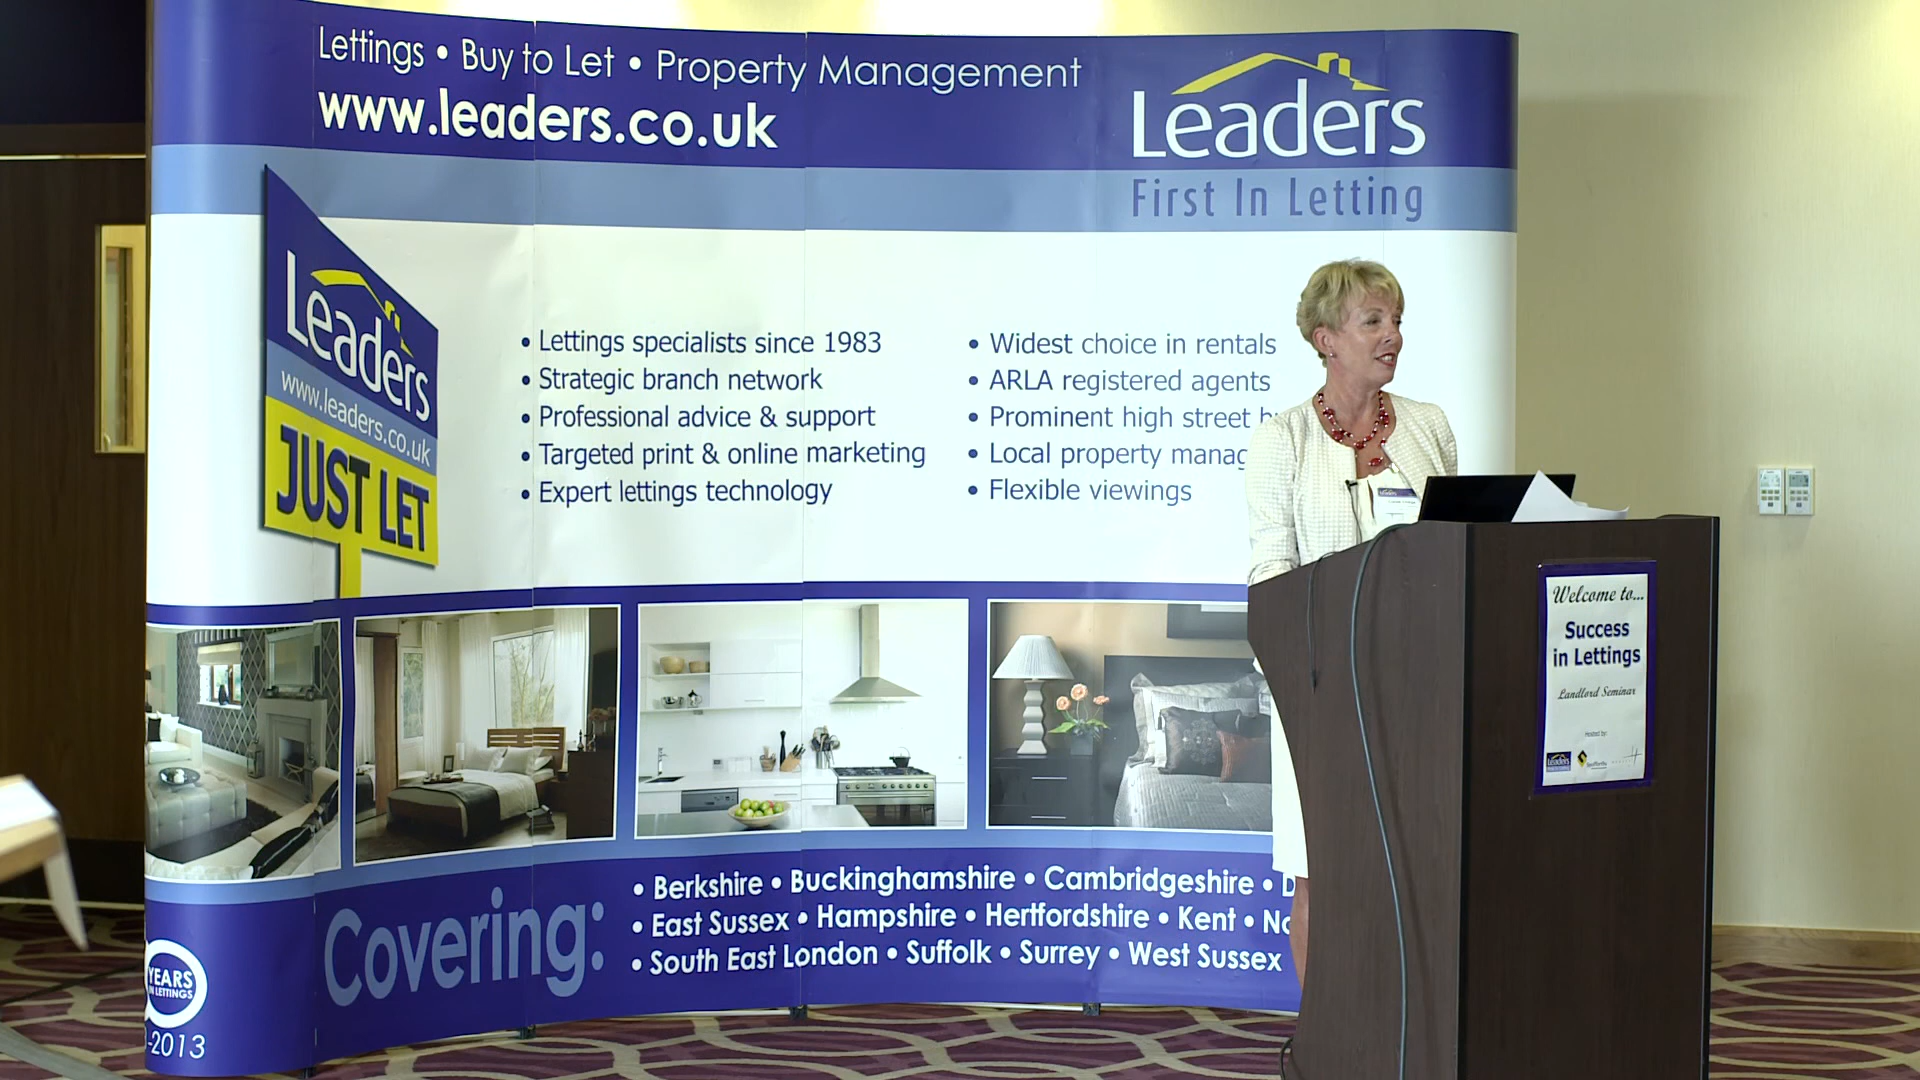 Lettings • Buy to Let • Property Management
www.leaders.co.uk
Leaders
First In Letting
Leaders
www.leaders.co.uk
JUST LET
• Lettings specialists since 1983
• Strategic branch network
• Professional advice & support
• Targeted print & online marketing
• Expert lettings technology
• Widest choice in rentals
• ARLA registered agents
• Prominent high street
• Local property
• Flexible viewings
Covering:
• Berkshire • Buckinghamshire • Cambridgeshire •
• East Sussex • Hampshire • Hertfordshire • Kent •
• South East London • Suffolk • Surrey • West Sussex
YEARS
IN LETTINGS
-2013
Leaders
Welcome to...
Success
in Lettings
Landlord Seminar
Hosted by:
Leaders